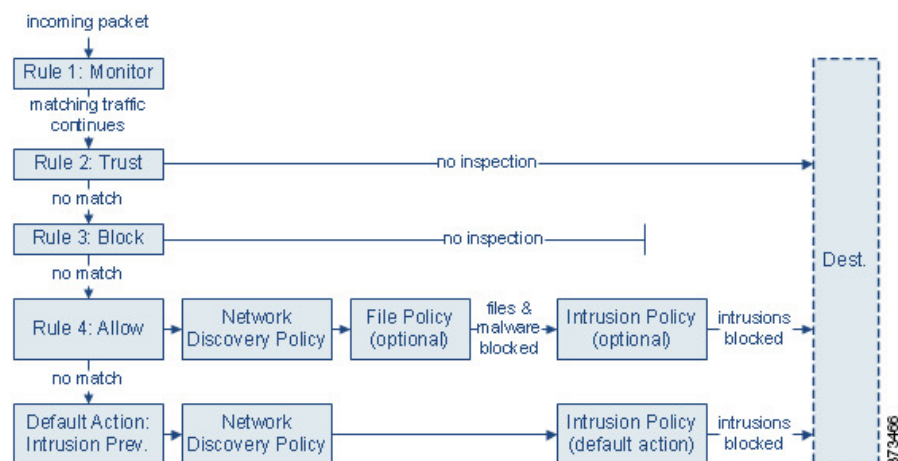 incoming packet
Rule 1: Monitor
matching traffic
continues
Rule 2: Trust
no inspection
no match
Rule 3: Block
no inspection
no match
Rule 4: Allow
Network
Discovery Policy
File Policy
(optional)
files &
malware
blocked
Intrusion Policy
(optional)
intrusions
blocked
Dest.
no match
Default Action:
Intrusion Prev.
Network
Discovery Policy
Intrusion Policy
(default action)
intrusions
blocked
373466